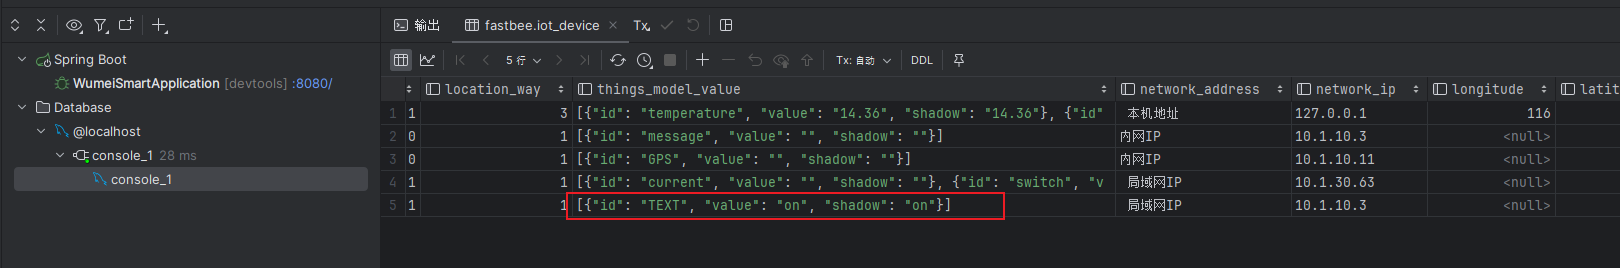 输出
fastbee.iot_device
Tx
Spring Boot
WumeiSmartApplication [devtools] :8080/
Database
@localhost
console_1 28 ms
console_1
5 行
Tx: 自动
DDL
location_way things_model_value network_address network_ip longitude latit
1 1 3 [{"id": "temperature", "value": "14.36", "shadow": "14.36"}, {"id" 本机地址 127.0.0.1 116
2 0 1 [{"id": "message", "value": "", "shadow": ""}] 内网IP 10.1.10.3 <null>
3 0 1 [{"id": "GPS", "value": "", "shadow": ""}] 内网IP 10.1.10.11 <null>
4 1 1 [{"id": "current", "value": "", "shadow": ""}, {"id": "switch", "v 局域网IP 10.1.30.63 <null>
5 1 1 [{"id": "TEXT", "value": "on", "shadow": "on"}] 局域网IP 10.1.10.3 <null>